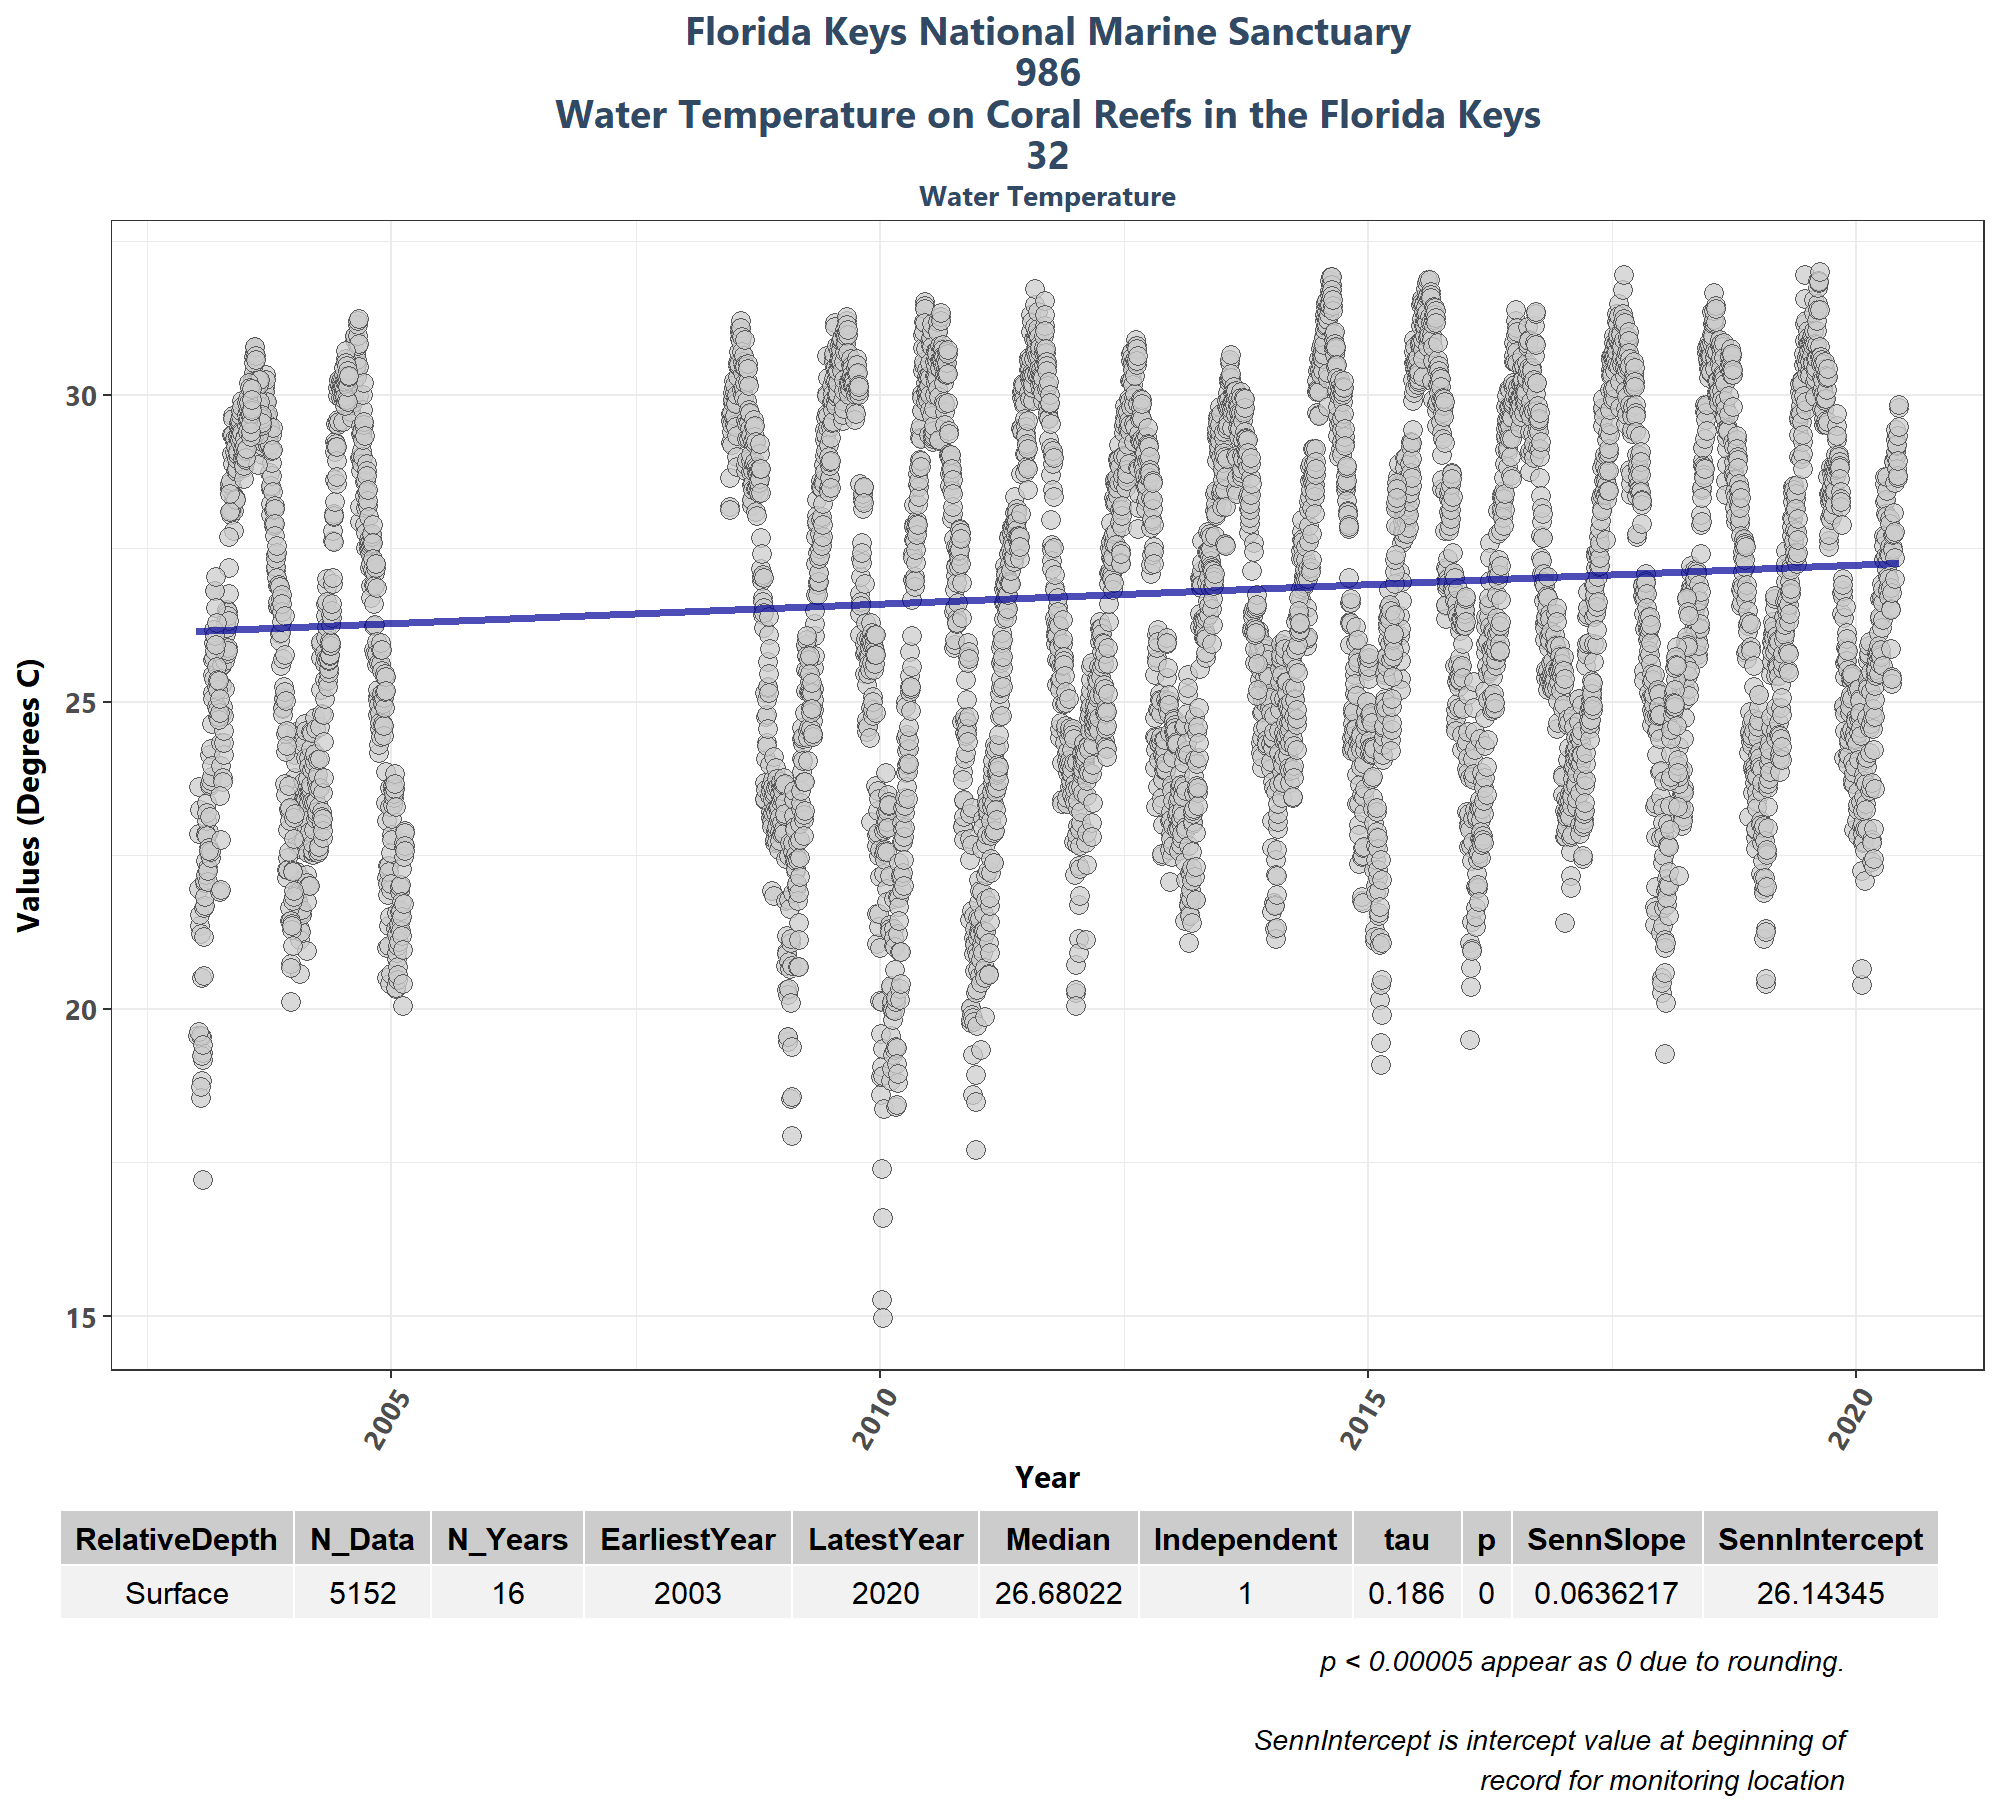 Florida Keys National Marine Sanctuary
986
Water Temperature on Coral Reefs in the Florida Keys
32
Water Temperature
Values (Degrees C)
30
25
20
15
2005
2010
2015
2020
Year
RelativeDepth N_Data N_Years EarliestYear LatestYear Median Independent tau p SennSlope SennIntercept
Surface 5152 16 2003 2020 26.68022 1 0.186 0 0.0636217 26.14345
p < 0.00005 appear as 0 due to rounding.
SennIntercept is intercept value at beginning of
record for monitoring location